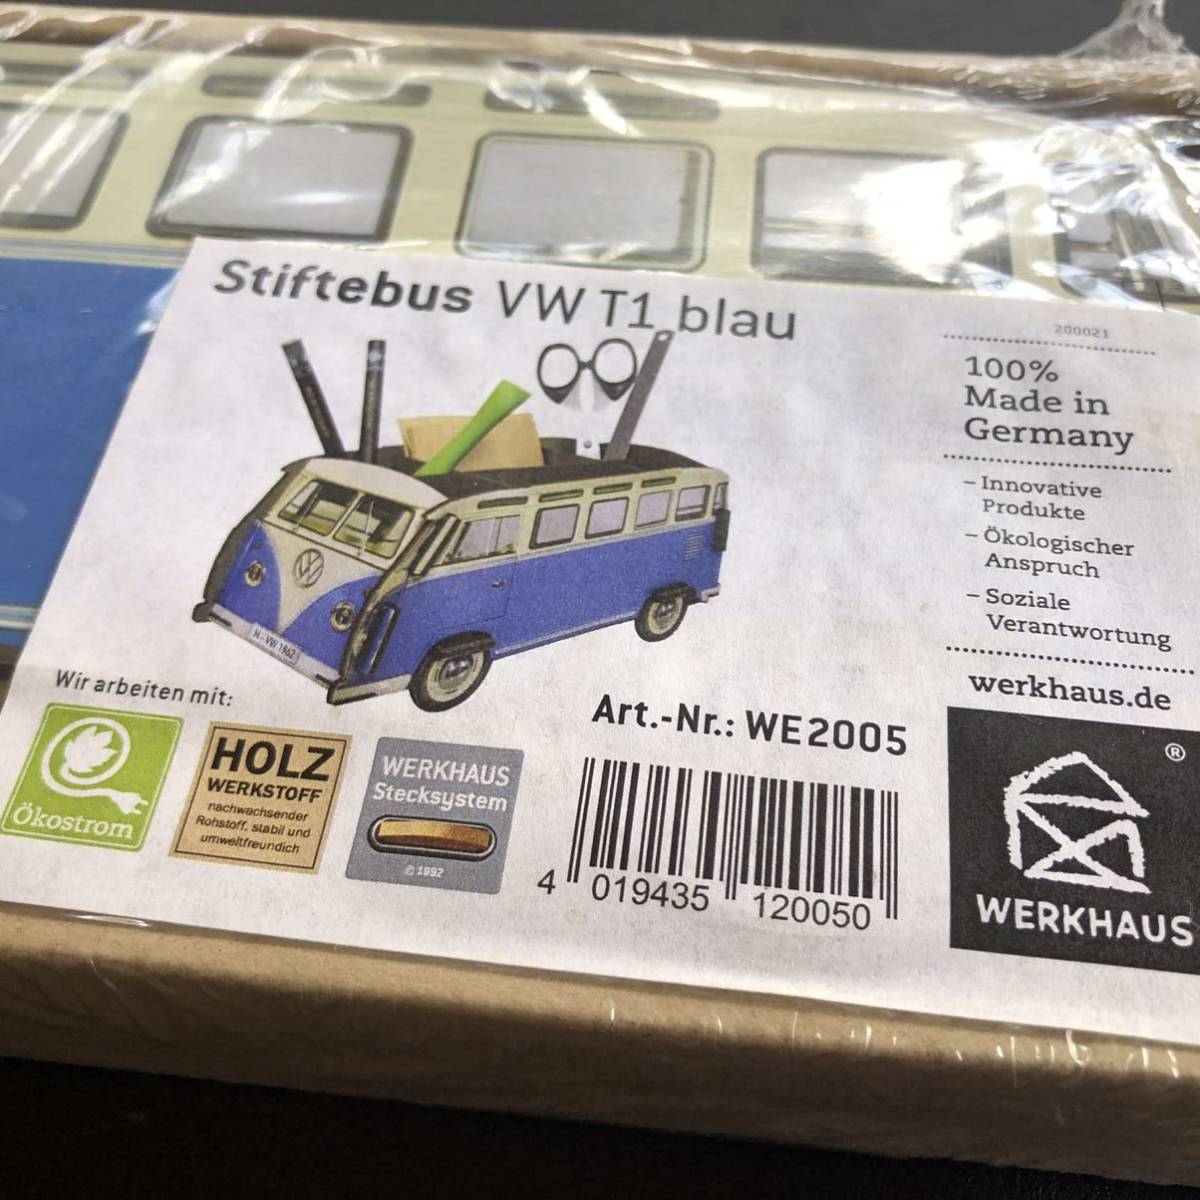 Stiftebus VW T1 blau
200021
100%
Made in
Germany
– Innovative
Produkte
– Ökologischer
Anspruch
– Soziale
Verantwortung
werkhaus.de
H-VW 1962
Wir arbeiten mit:
Ökostrom
HOLZ
WERKSTOFF
nachwachsender
Rohstoff, stabil und
umweltfreundlich
WERKHAUS
Stecksystem
© 1992
Art.-Nr.: WE2005
4 019435 120050
®
WERKHAUS